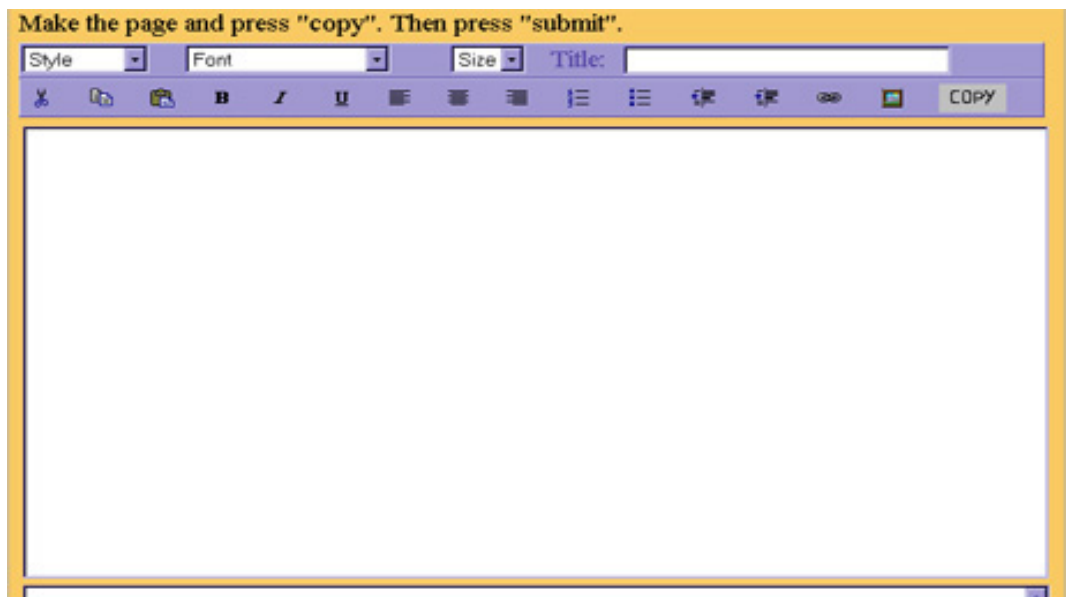 Make the page and press "copy". Then press "submit".
Style Font Size Title:
B I U COPY